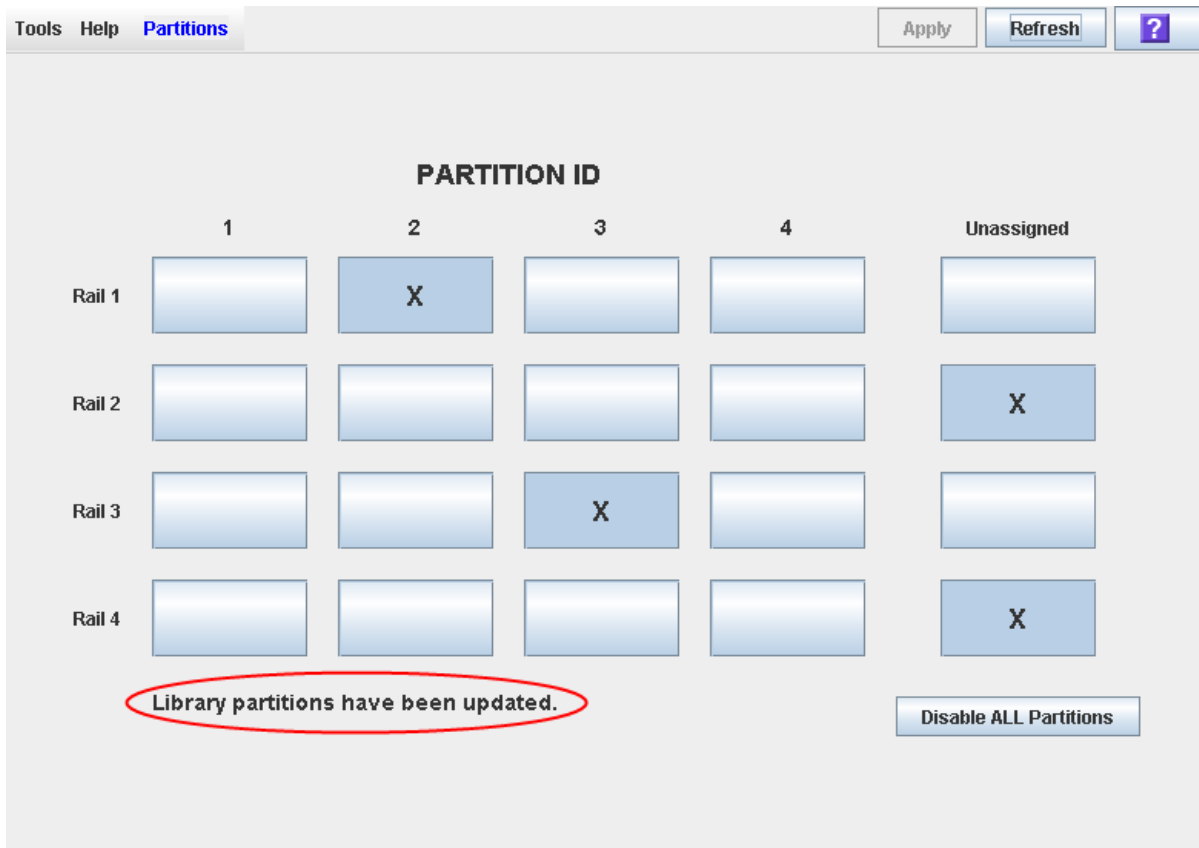 Tools Help Partitions Apply Refresh ?
PARTITION ID
1 2 3 4 Unassigned
Rail 1 X
Rail 2 X
Rail 3 X
Rail 4 X
Library partitions have been updated.
Disable ALL Partitions